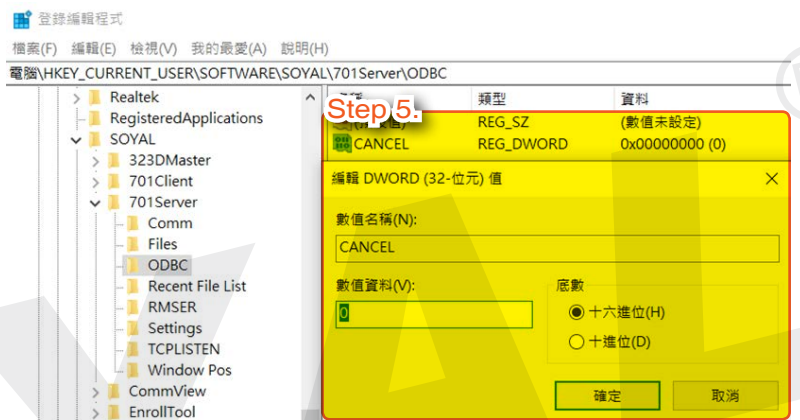 登錄編輯程式
檔案(F) 編輯(E) 檢視(V) 我的最愛(A) 說明(H)
電腦\HKEY_CURRENT_USER\SOFTWARE\SOYAL\701Server\ODBC
Realtek
RegisteredApplications
SOYAL
323DMaster
701Client
701Server
Comm
Files
ODBC
Recent File List
RMSER
Settings
TCPLISTEN
Window Pos
CommView
EnrollTool
Step 5.
類型 資料
REG_SZ (數值未設定)
CANCEL REG_DWORD 0x00000000 (0)
編輯 DWORD (32-位元) 值
數值名稱(N):
CANCEL
數值資料(V):
0
底數
十六進位(H)
十進位(D)
確定 取消